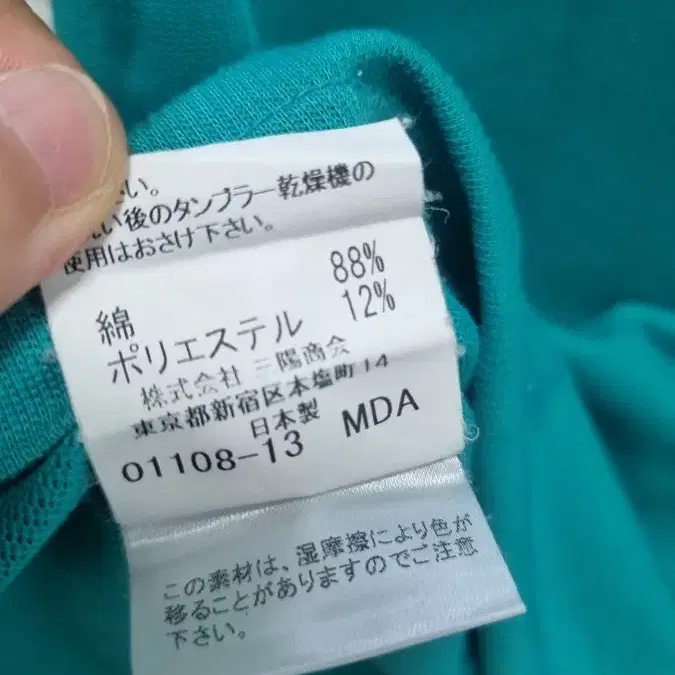 い。
い後のタンブラー乾燥機の
使用はおさけ下さい。
綿 88%
ポリエステル 12%
株式会社 三陽商会
東京都新宿区本塩町14
日本製
01108-13 MDA
この素材は、湿摩擦により色が
移ることがありますのでご注意
下さい。